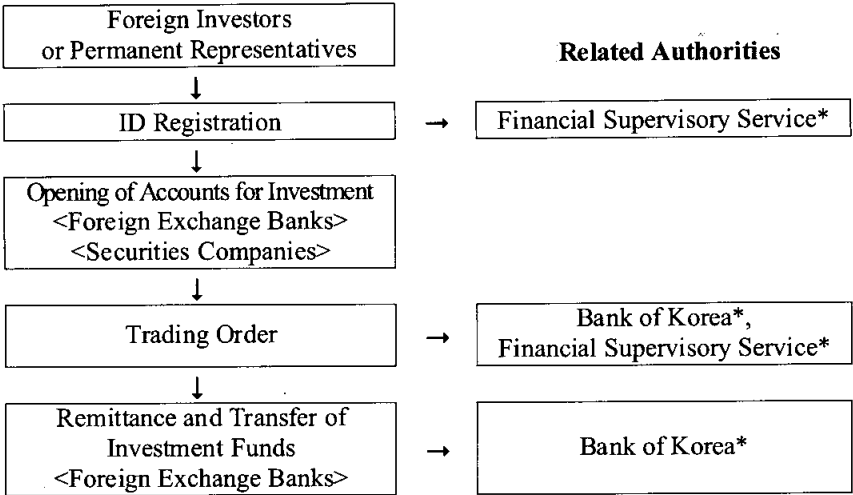 Foreign Investors
or Permanent Representatives
Related Authorities
↓
ID Registration
→
Financial Supervisory Service*
↓
Opening of Accounts for Investment
<Foreign Exchange Banks>
<Securities Companies>
↓
Trading Order
→
Bank of Korea*,
Financial Supervisory Service*
↓
Remittance and Transfer of
Investment Funds
<Foreign Exchange Banks>
→
Bank of Korea*